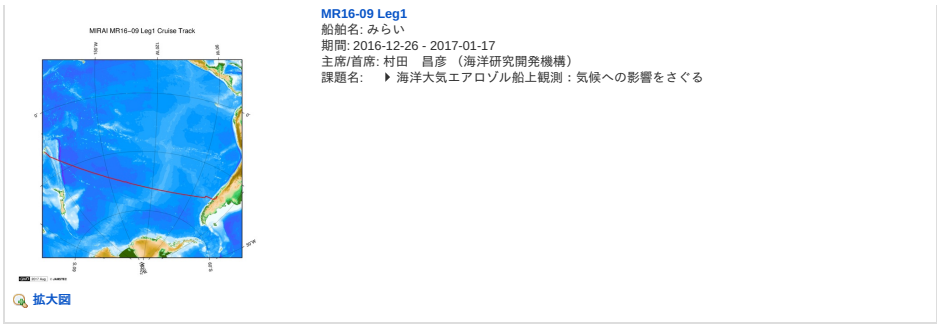 MIRAI MR16-09 Leg1 Cruise Track
MR16-09 Leg1
船舶名: みらい
期間: 2016-12-26 - 2017-01-17
主席/首席: 村田　昌彦 （海洋研究開発機構）
課題名: 海洋大気エアロゾル船上観測：気候への影響をさぐる
拡大図